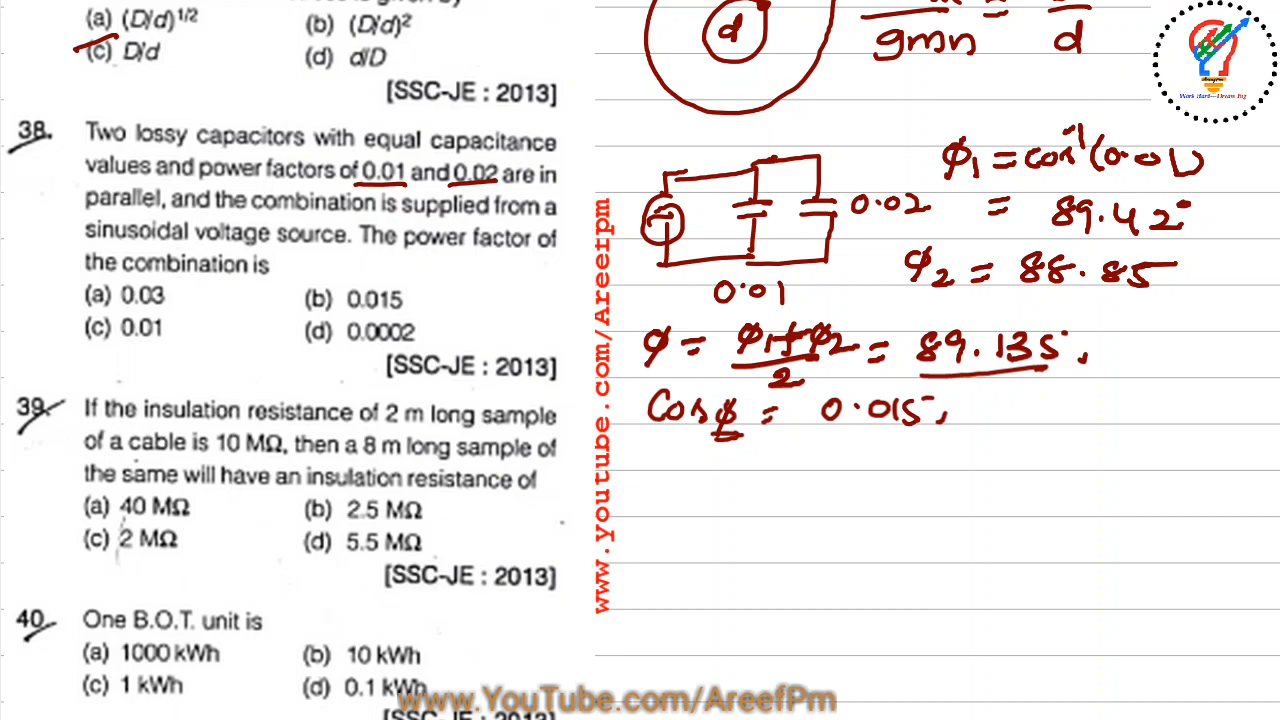 (a) (D/d)^1/2 (b) (D/d)²
(c) D/d (d) d/D
[SSC-JE : 2013]
38. Two lossy capacitors with equal capacitance
values and power factors of 0.01 and 0.02 are in
parallel, and the combination is supplied from a
sinusoidal voltage source. The power factor of
the combination is
(a) 0.03 (b) 0.015
(c) 0.01 (d) 0.0002
[SSC-JE : 2013]
39. If the insulation resistance of 2 m long sample
of a cable is 10 MΩ, then a 8 m long sample of
the same will have an insulation resistance of
(a) 40 MΩ (b) 2.5 MΩ
(c) 2 MΩ (d) 5.5 MΩ
[SSC-JE : 2013]
40. One B.O.T. unit is
(a) 1000 kWh (b) 10 kWh
(c) 1 kWh (d) 0.1 kWh
d
gmn = d
Work Hard---Dream Big
ϕ1 = cos⁻¹(0.01)
= 89.42°
0.02
ϕ2 = 88.85
0.01
ϕ = ϕ1+ϕ2/2 = 89.135°.
Cosϕ = 0.015.
www.youtube.com/Areerpm
www.YouTube.com/AreefPm